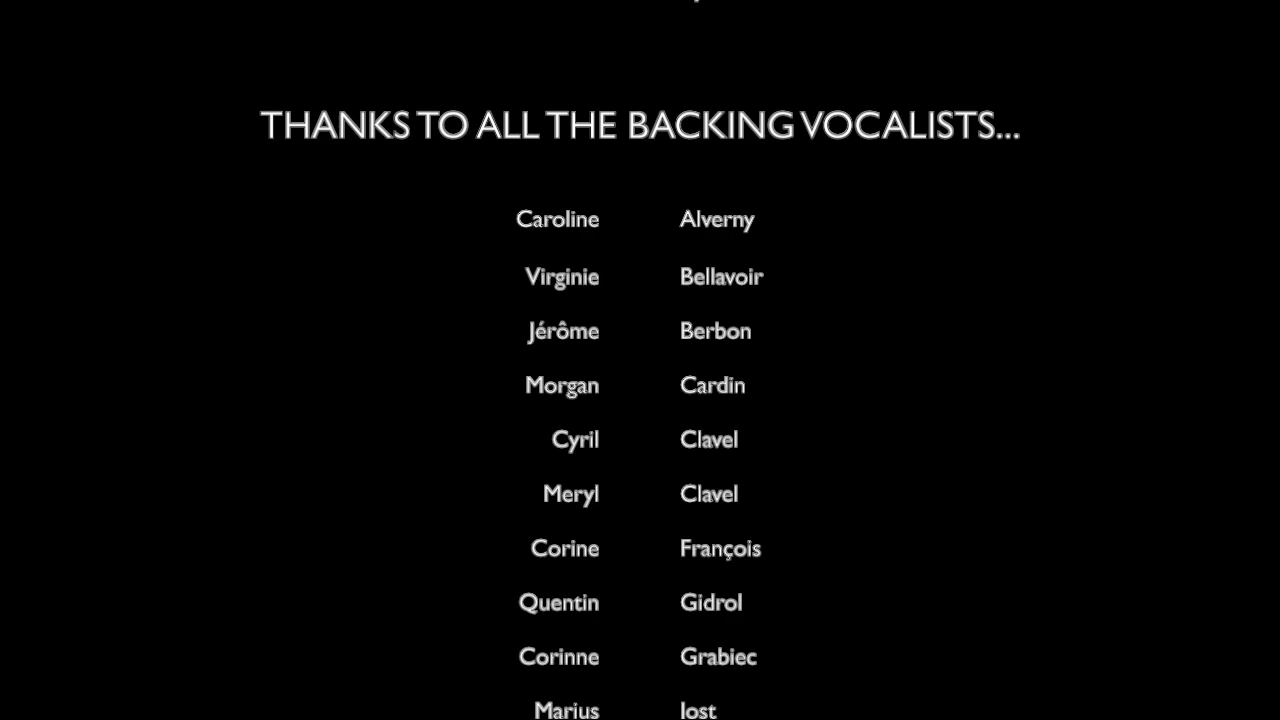 THANKS TO ALL THE BACKING VOCALISTS...
Caroline Alverny
Virginie Bellavoir
Jérôme Berbon
Morgan Cardin
Cyril Clavel
Meryl Clavel
Corine François
Quentin Gidrol
Corinne Grabiec
Marius